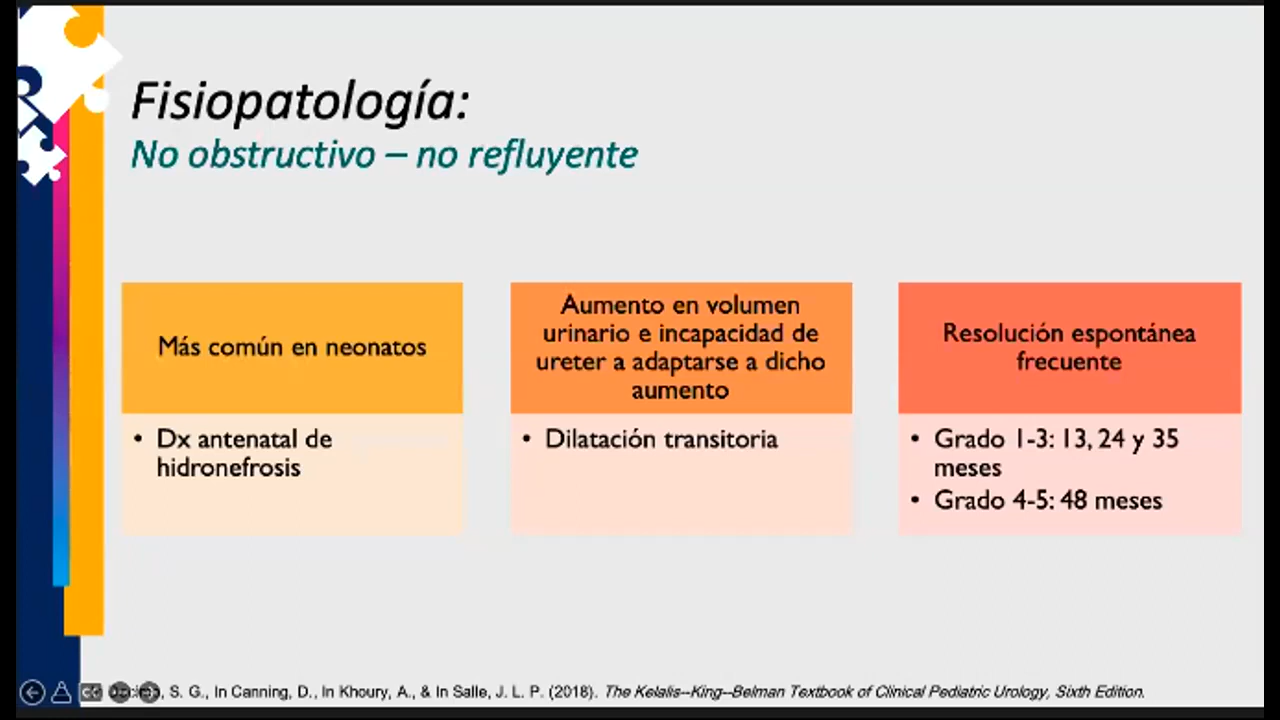 Fisiopatología:
No obstructivo – no refluyente
Más común en neonatos
• Dx antenatal de
hidronefrosis
Aumento en volumen
urinario e incapacidad de
ureter a adaptarse a dicho
aumento
• Dilatación transitoria
Resolución espontánea
frecuente
• Grado 1-3: 13, 24 y 35
meses
• Grado 4-5: 48 meses
S. G., In Canning, D., In Khoury, A., & In Salle, J. L. P. (2018). The Kelalis--King--Belman Textbook of Clinical Pediatric Urology, Sixth Edition.